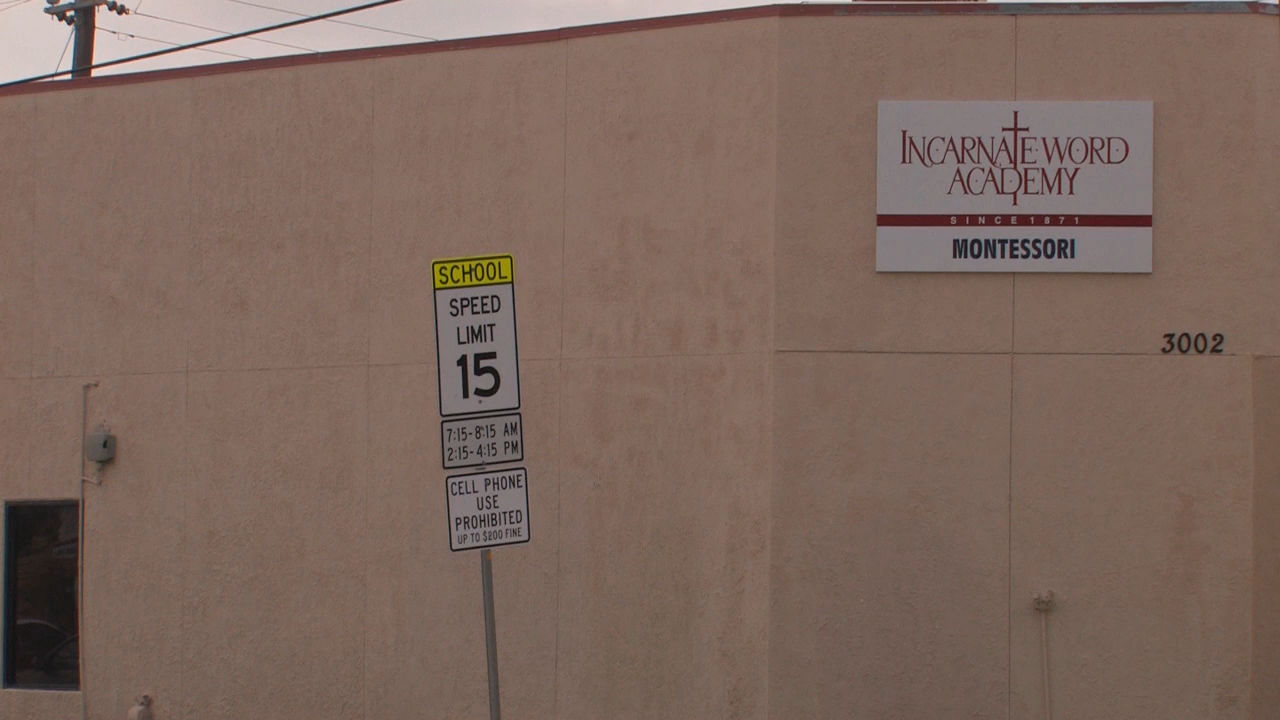 INCARNATE WORD
ACADEMY
SINCE 1871
MONTESSORI
3002
SCHOOL
SPEED
LIMIT
15
7:15-8:15 AM
2:15-4:15 PM
CELL PHONE
USE
PROHIBITED
UP TO $200 FINE